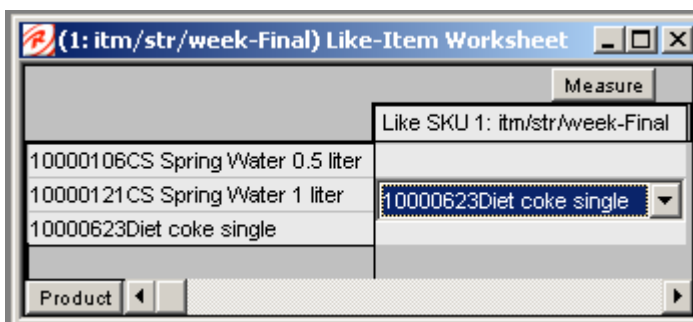 (1: itm/str/week-Final) Like-Item Worksheet
Measure
Like SKU 1: itm/str/week-Final
10000106CS Spring Water 0.5 liter
10000121CS Spring Water 1 liter
10000623Diet coke single
10000623Diet coke single
Product